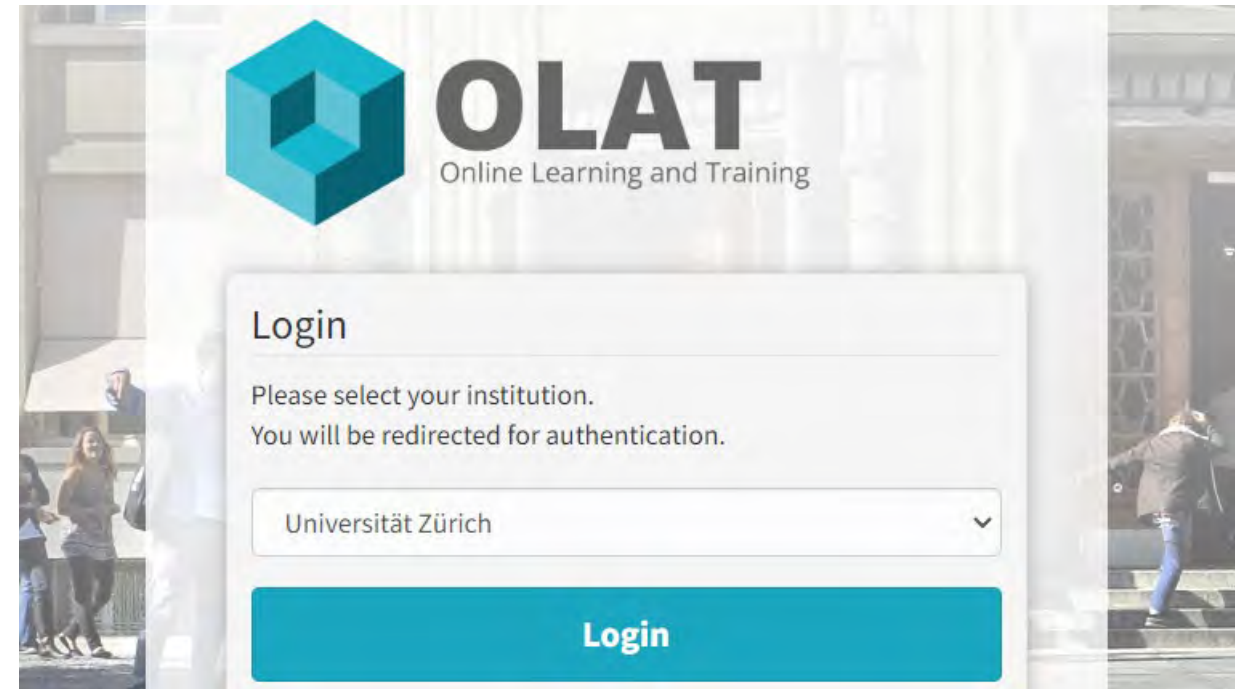 OLAT
Online Learning and Training
Login
Please select your institution.
You will be redirected for authentication.
Universität Zürich
Login